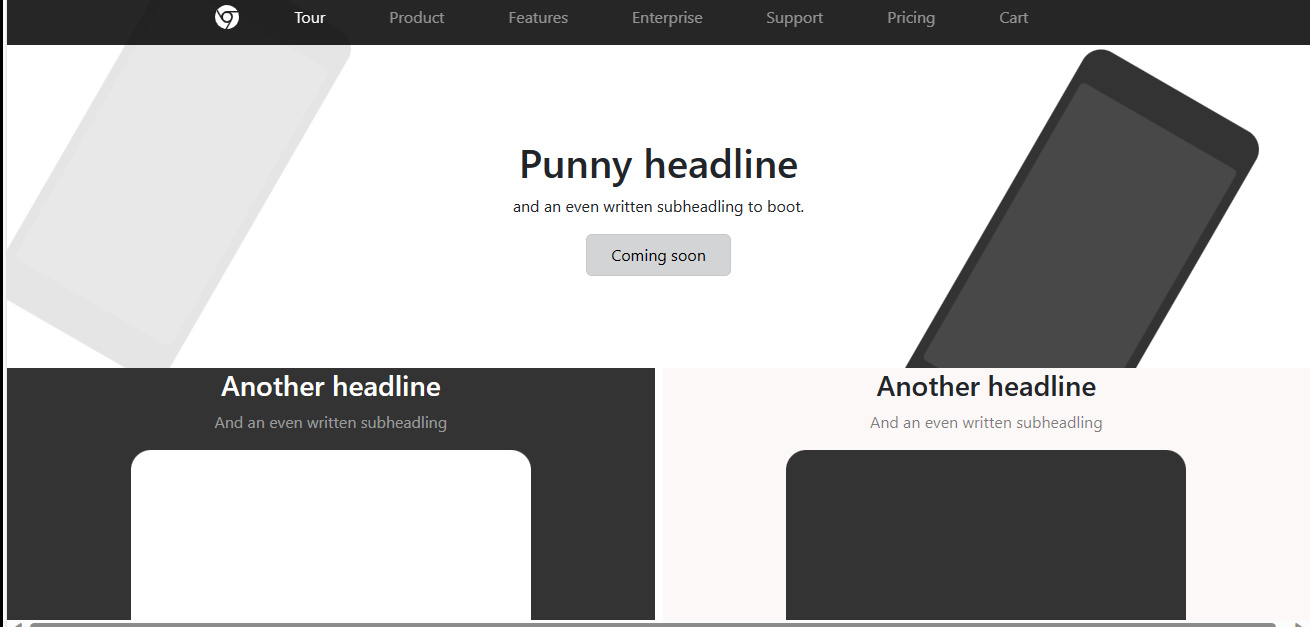 Tour Product Features Enterprise Support Pricing Cart
Punny headline
and an even written subheadling to boot.
Coming soon
Another headline
And an even written subheadling
Another headline
And an even written subheadling